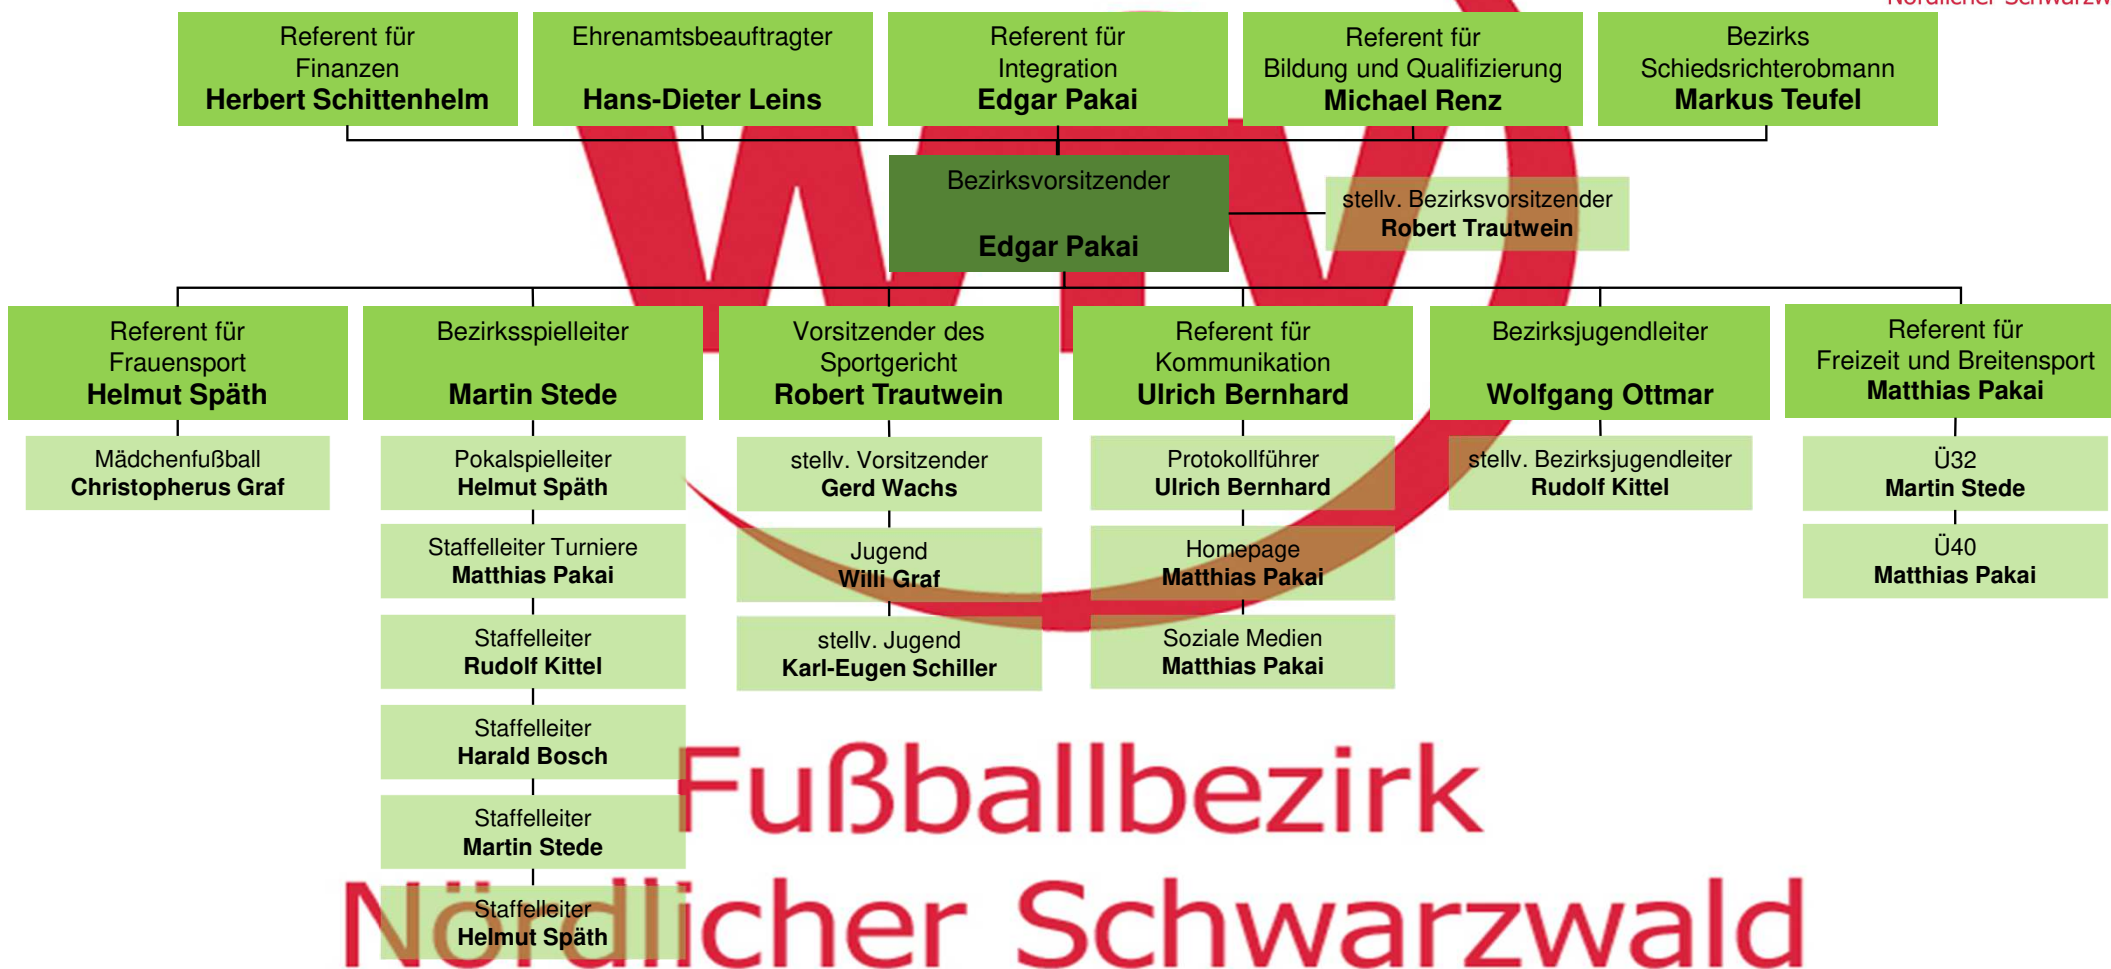 Nördlicher Schwarzw
Referent für
Finanzen
Herbert Schittenhelm
Ehrenamtsbeauftragter
Hans-Dieter Leins
Referent für
Integration
Edgar Pakai
Referent für
Bildung und Qualifizierung
Michael Renz
Bezirks
Schiedsrichterobmann
Markus Teufel
Bezirksvorsitzender
Edgar Pakai
stellv. Bezirksvorsitzender
Robert Trautwein
Referent für
Frauensport
Helmut Späth
Mädchenfußball
Christopherus Graf
Bezirksspielleiter
Martin Stede
Pokalspielleiter
Helmut Späth
Staffelleiter Turniere
Matthias Pakai
Staffelleiter
Rudolf Kittel
Staffelleiter
Harald Bosch
Staffelleiter
Martin Stede
Staffelleiter
Helmut Späth
Vorsitzender des
Sportgericht
Robert Trautwein
stellv. Vorsitzender
Gerd Wachs
Jugend
Willi Graf
stellv. Jugend
Karl-Eugen Schiller
Referent für
Kommunikation
Ulrich Bernhard
Protokollführer
Ulrich Bernhard
Homepage
Matthias Pakai
Soziale Medien
Matthias Pakai
Bezirksjugendleiter
Wolfgang Ottmar
stellv. Bezirksjugendleiter
Rudolf Kittel
Referent für
Freizeit und Breitensport
Matthias Pakai
Ü32
Martin Stede
Ü40
Matthias Pakai
Fußballbezirk
Nördlicher Schwarzwald